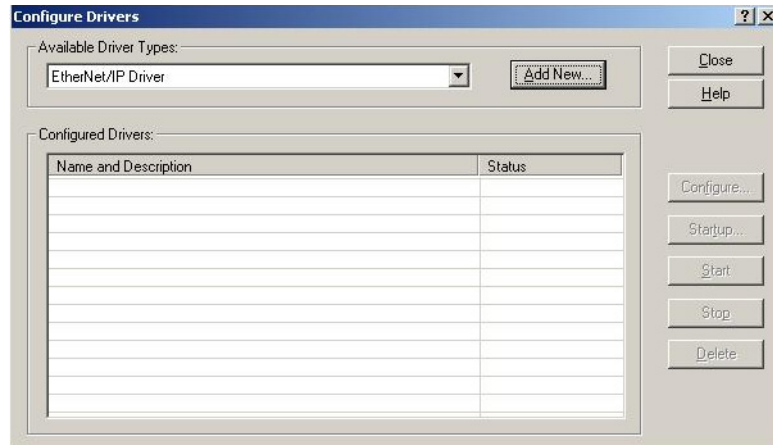 Configure Drivers
Available Driver Types:
EtherNet/IP Driver
Add New...
Close
Help
Configured Drivers:
Name and Description Status
Configure...
Startup...
Start
Stop
Delete